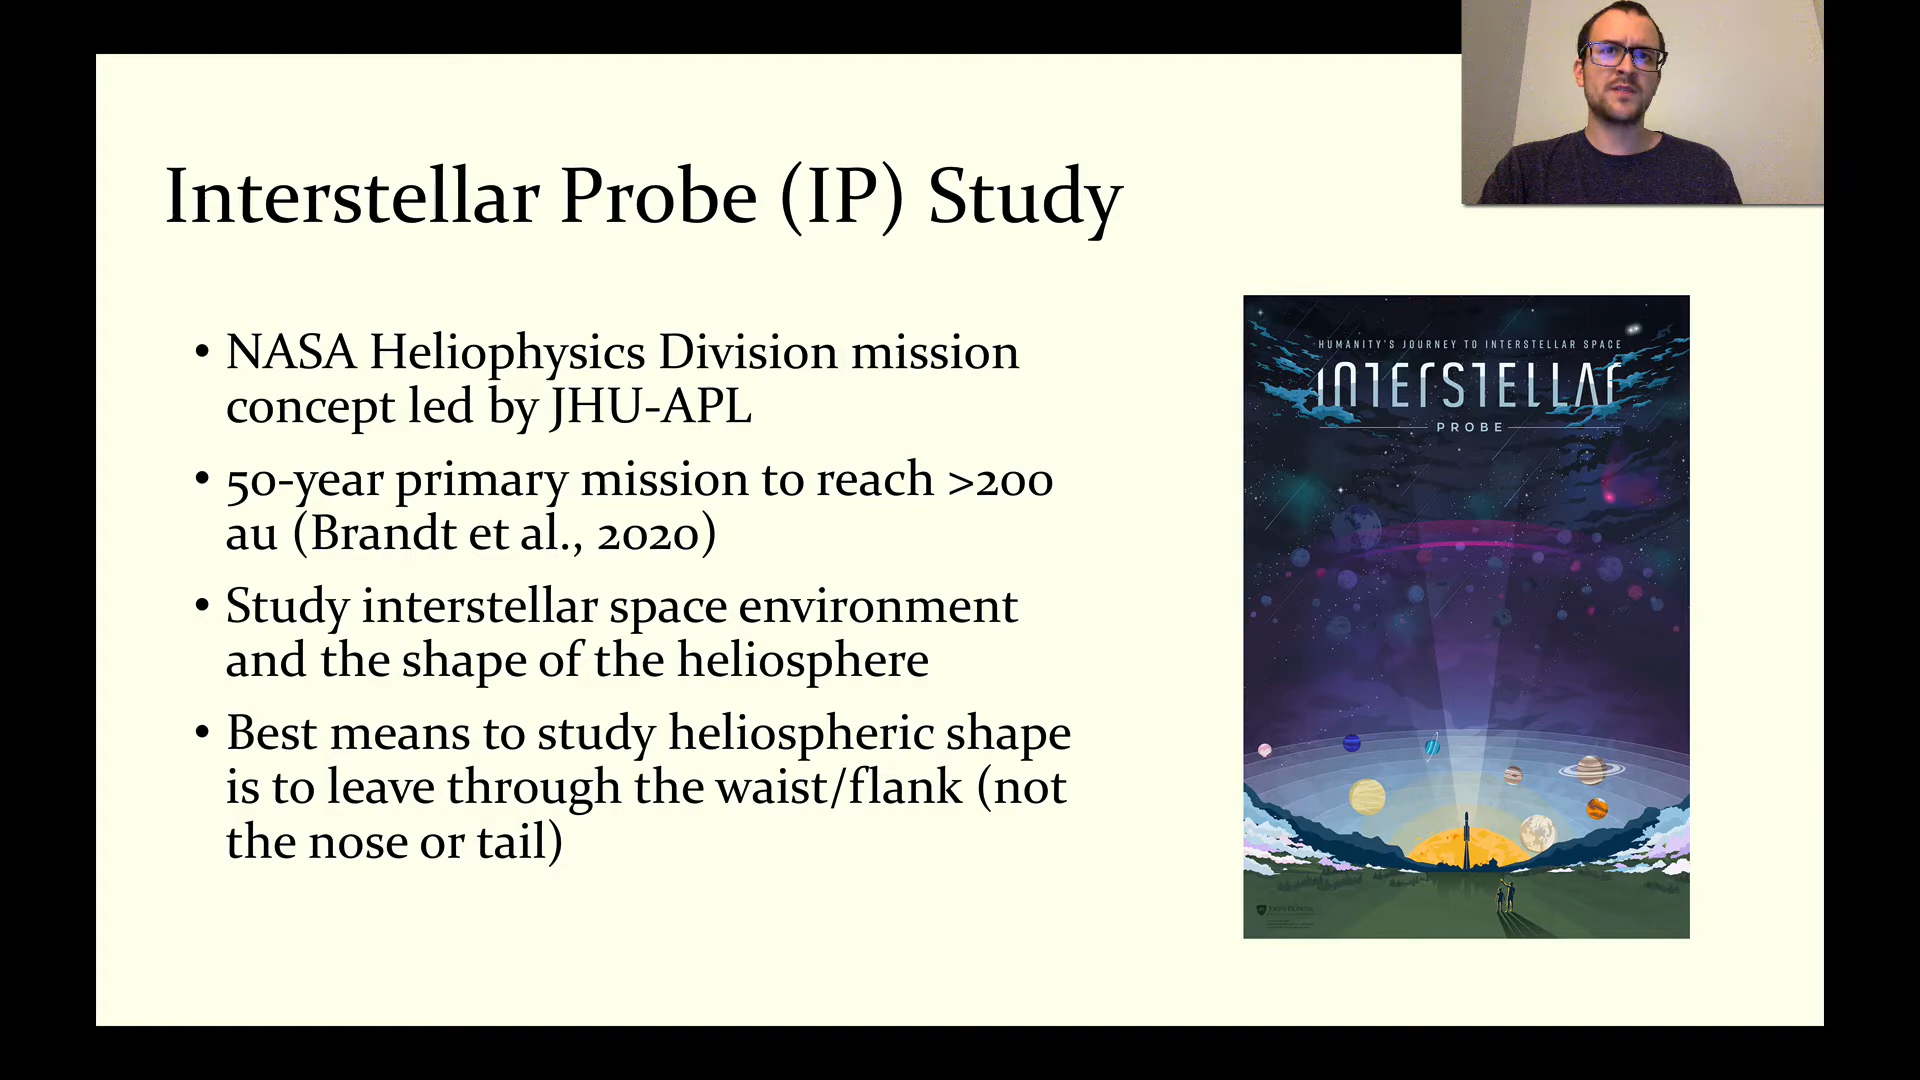 Interstellar Probe (IP) Study
• NASA Heliophysics Division mission
concept led by JHU-APL
• 50-year primary mission to reach >200
au (Brandt et al., 2020)
• Study interstellar space environment
and the shape of the heliosphere
• Best means to study heliospheric shape
is to leave through the waist/flank (not
the nose or tail)
HUMANITY'S JOURNEY TO INTERSTELLAR SPACE
INTERSTELLAR
PROBE